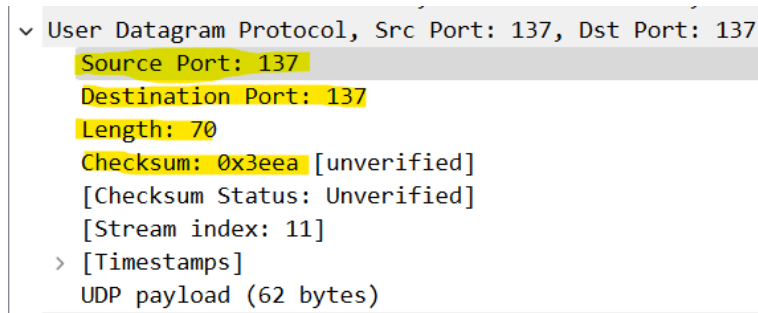 User Datagram Protocol, Src Port: 137, Dst Port: 137
Source Port: 137
Destination Port: 137
Length: 70
Checksum: 0x3eea [unverified]
[Checksum Status: Unverified]
[Stream index: 11]
[Timestamps]
UDP payload (62 bytes)